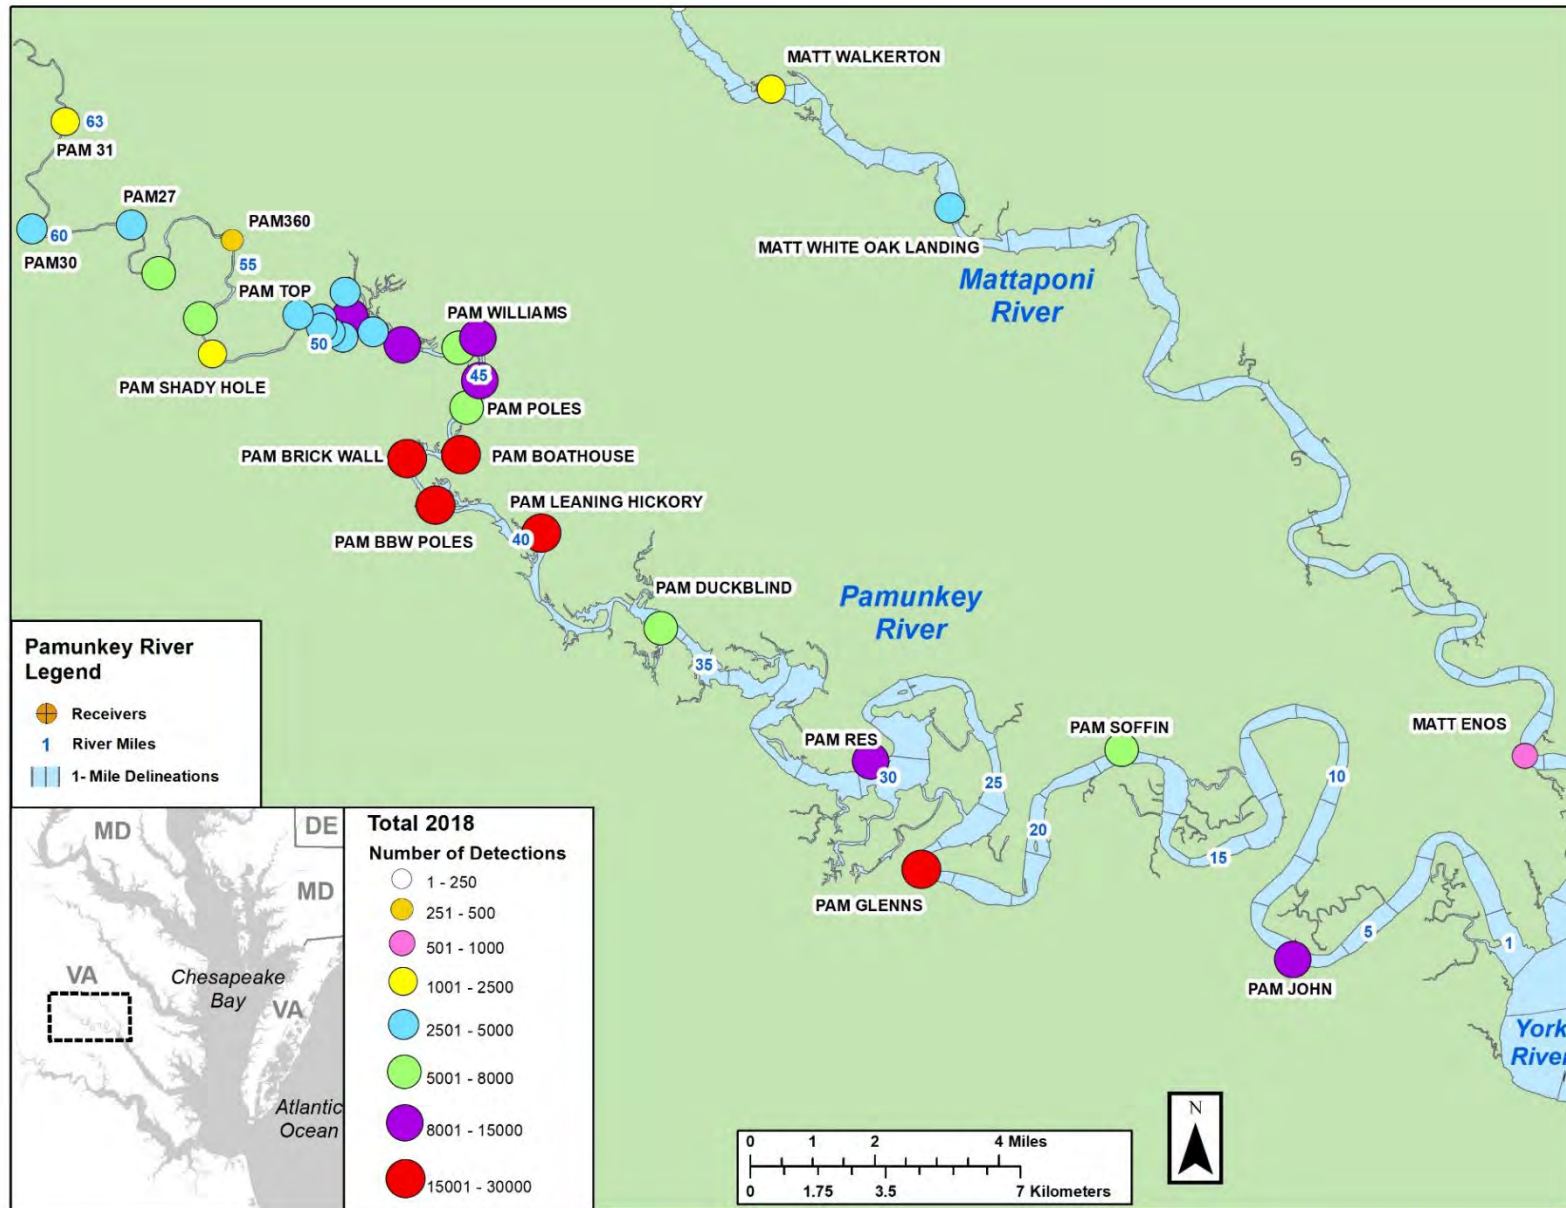 MATT WALKERTON
63
PAM 31
PAM27
PAM360
60
PAM30
55
MATT WHITE OAK LANDING
Mattaponi
River
PAM TOP
PAM WILLIAMS
50
45
PAM SHADY HOLE
PAM POLES
PAM BRICK WALL
PAM BOATHOUSE
PAM LEANING HICKORY
PAM BBW POLES
40
PAM DUCKBLIND
Pamunkey
River
35
PAM RES
PAM SOFFIN
MATT ENOS
30
25
10
20
15
PAM GLENNS
5
1
PAM JOHN
York
River
Pamunkey River
Legend
Receivers
1 River Miles
1- Mile Delineations
MD
DE
MD
VA
Chesapeake
Bay
VA
Atlantic
Ocean
Total 2018
Number of Detections
1 - 250
251 - 500
501 - 1000
1001 - 2500
2501 - 5000
5001 - 8000
8001 - 15000
15001 - 30000
N
0 1 2 4 Miles
0 1.75 3.5 7 Kilometers